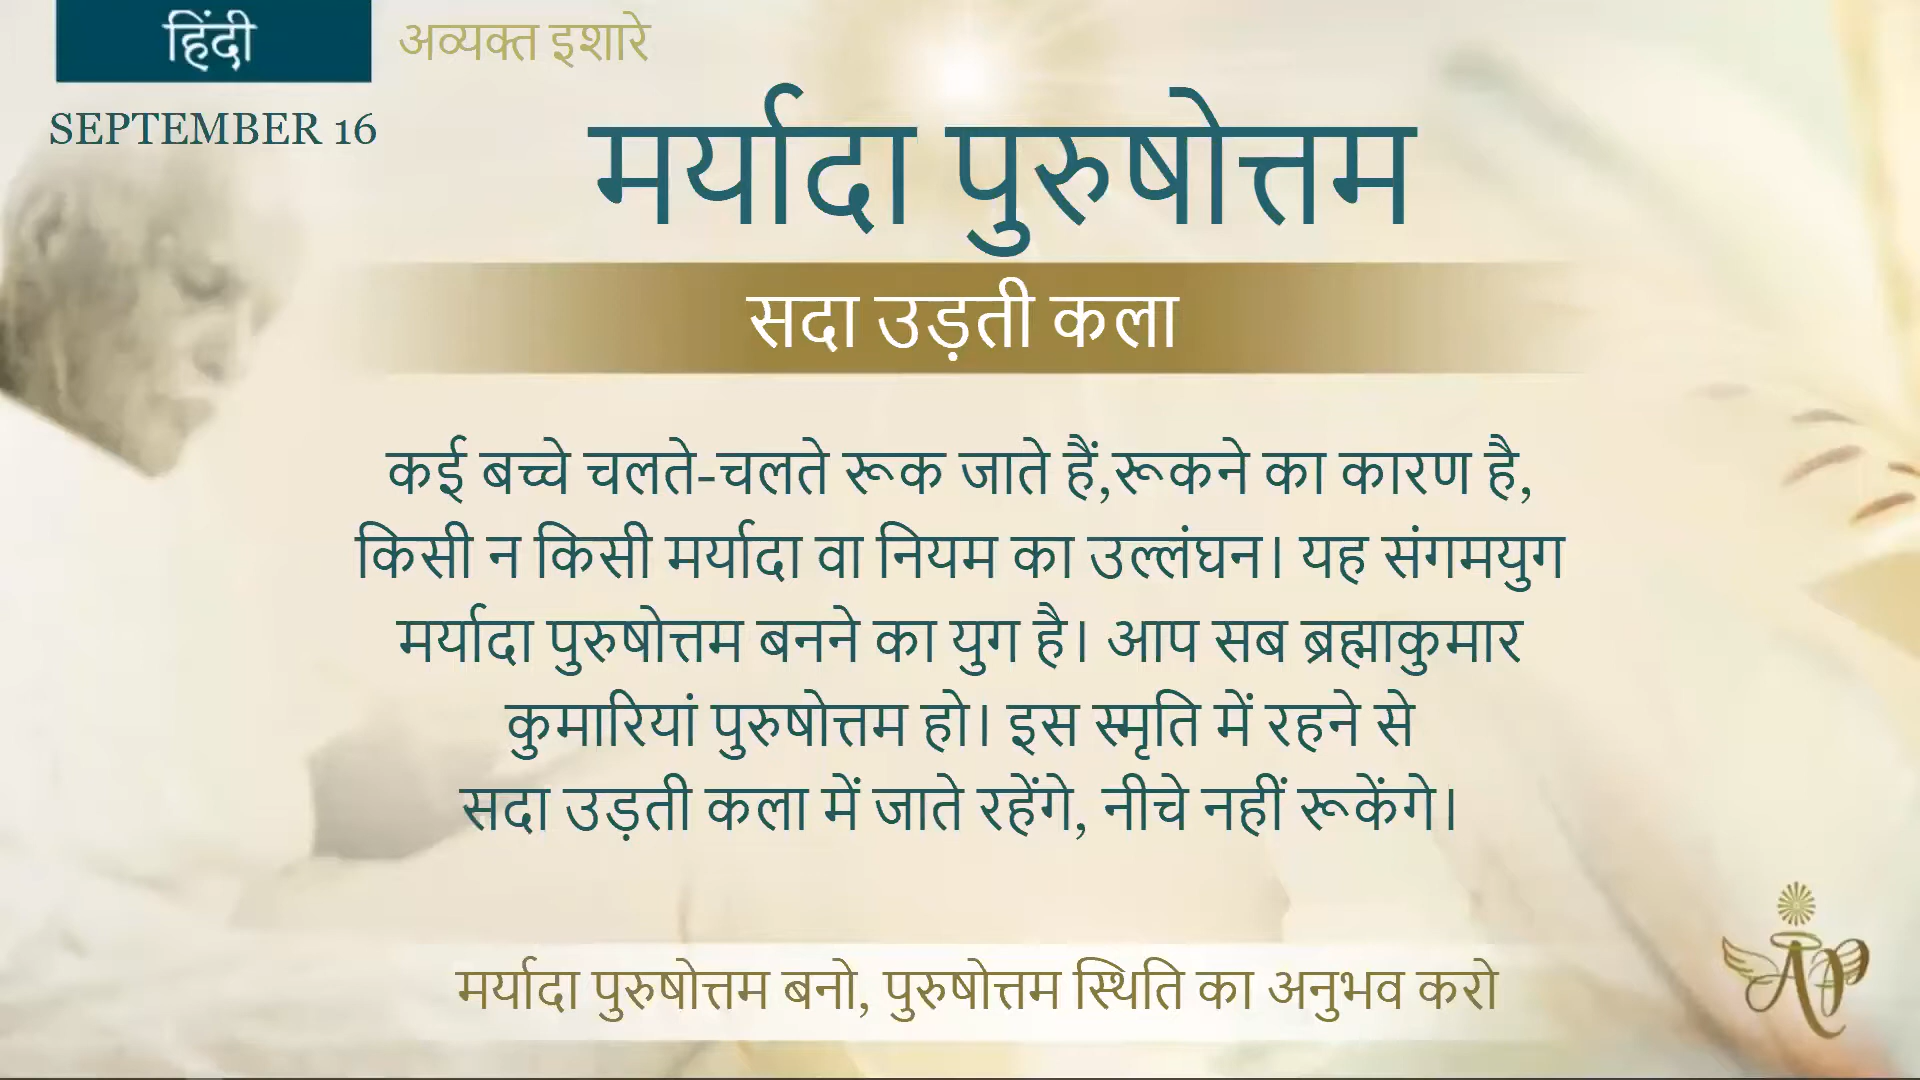 हिंदी
अव्यक्त इशारे
SEPTEMBER 16
मर्यादा पुरुषोत्तम
सदा उड़ती कला
कई बच्चे चलते-चलते रूक जाते हैं,रूकने का कारण है,
किसी न किसी मर्यादा वा नियम का उल्लंघन। यह संगमयुग
मर्यादा पुरुषोत्तम बनने का युग है। आप सब ब्रह्माकुमार
कुमारियां पुरुषोत्तम हो। इस स्मृति में रहने से
सदा उड़ती कला में जाते रहेंगे, नीचे नहीं रूकेंगे।
मर्यादा पुरुषोत्तम बनो, पुरुषोत्तम स्थिति का अनुभव करो
AP